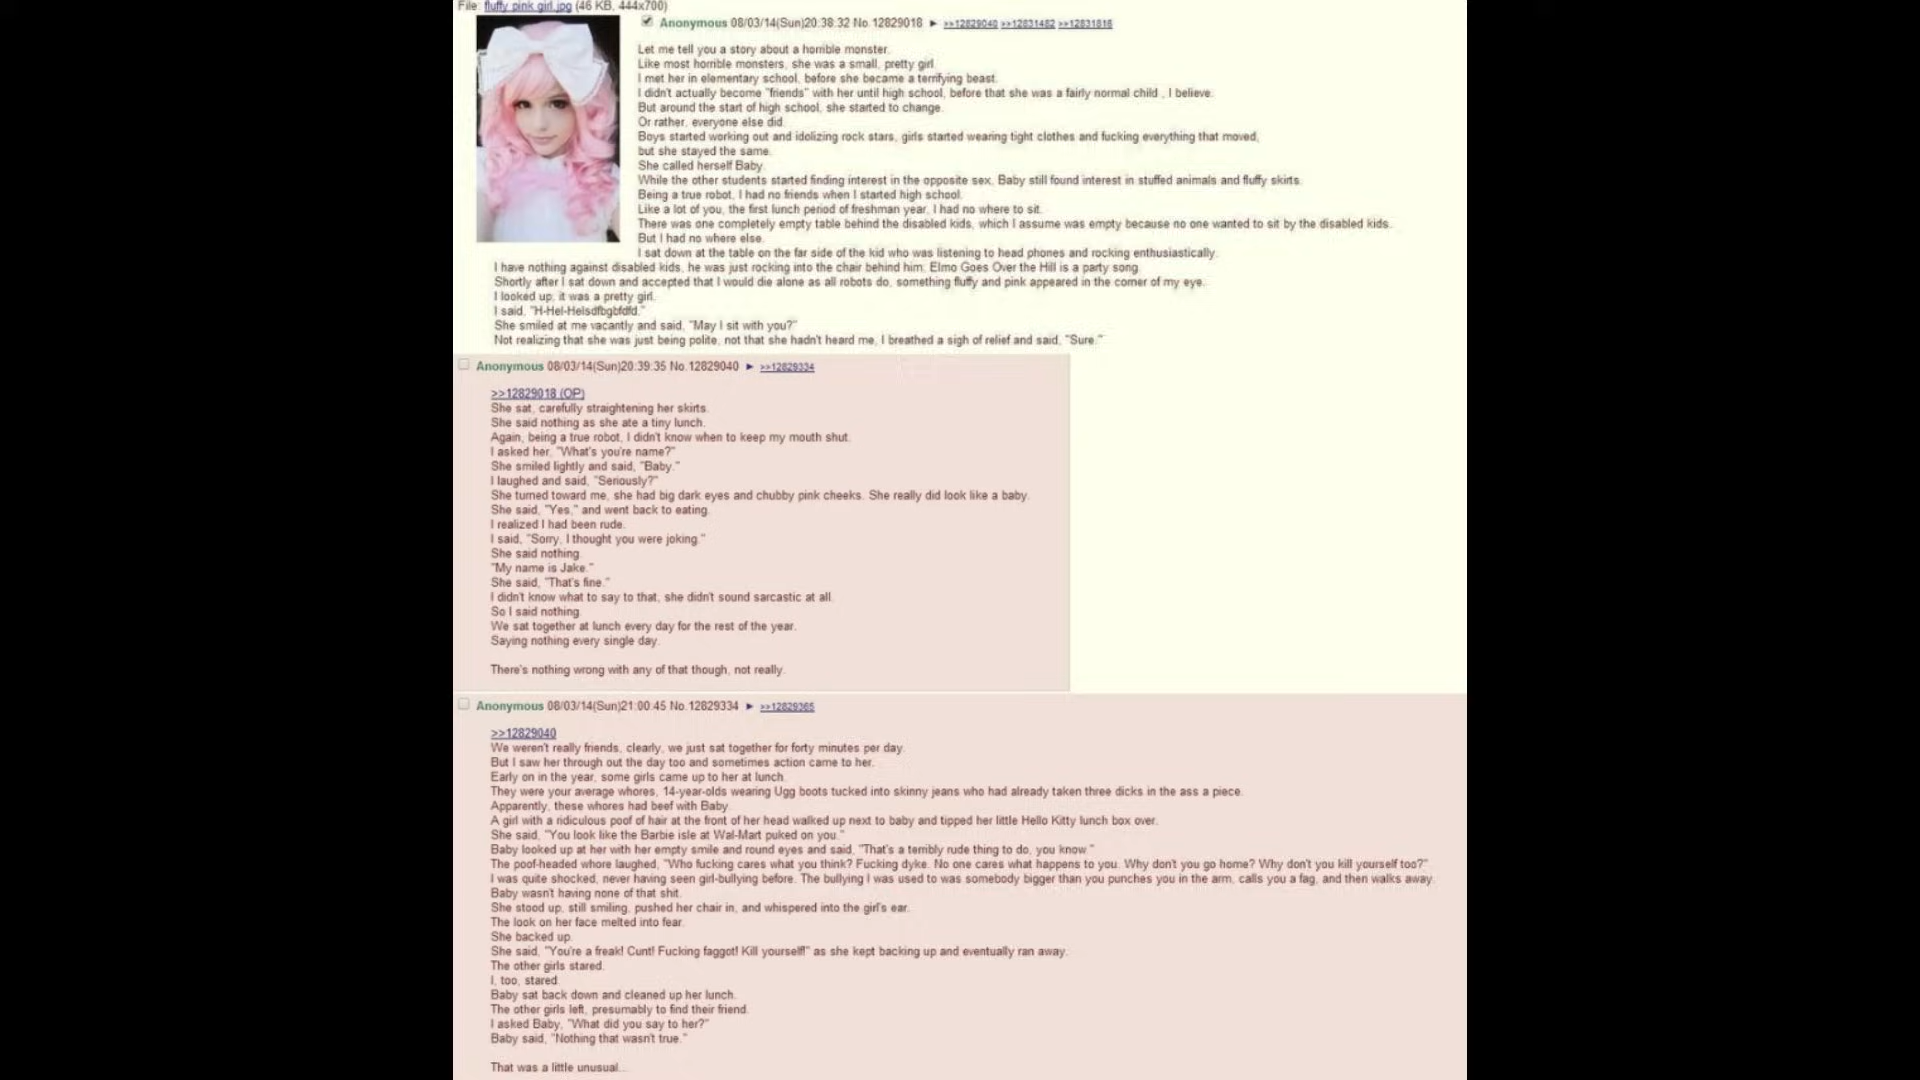 File: fluffy pink girl.jpg (46 KB, 444x700)
Anonymous 08/03/14(Sun)20:38:32 No.12829018 ► >>12829040 >>12831482 >>12831818
Let me tell you a story about a horrible monster.
Like most horrible monsters, she was a small, pretty girl.
I met her in elementary school, before she became a terrifying beast.
I didn't actually become "friends" with her until high school, before that she was a fairly normal child , I believe.
But around the start of high school, she started to change.
Or rather, everyone else did.
Boys started working out and idolizing rock stars, girls started wearing tight clothes and fucking everything that moved,
but she stayed the same.
She called herself Baby.
While the other students started finding interest in the opposite sex, Baby still found interest in stuffed animals and fluffy skirts.
Being a true robot, I had no friends when I started high school.
Like a lot of you, the first lunch period of freshman year, I had no where to sit.
There was one completely empty table behind the disabled kids, which I assume was empty because no one wanted to sit by the disabled kids.
But I had no where else.
I sat down at the table on the far side of the kid who was listening to head phones and rocking enthusiastically.
I have nothing against disabled kids, he was just rocking into the chair behind him. Elmo Goes Over the Hill is a party song.
Shortly after I sat down and accepted that I would die alone as all robots do, something fluffy and pink appeared in the corner of my eye.
I looked up; it was a pretty girl.
I said, "H-Hel-Helsdfbgbfdfd."
She smiled at me vacantly and said, "May I sit with you?"
Not realizing that she was just being polite, not that she hadn't heard me, I breathed a sigh of relief and said, "Sure."
Anonymous 08/03/14(Sun)20:39:35 No.12829040 ► >>12829334
>>12829018 (OP)
She sat, carefully straightening her skirts.
She said nothing as she ate a tiny lunch.
Again, being a true robot, I didn't know when to keep my mouth shut.
I asked her, "What's you're name?"
She smiled lightly and said, "Baby."
I laughed and said, "Seriously?"
She turned toward me, she had big dark eyes and chubby pink cheeks. She really did look like a baby.
She said, "Yes," and went back to eating.
I realized I had been rude.
I said, "Sorry, I thought you were joking."
She said nothing.
"My name is Jake."
She said, "That's fine."
I didn't know what to say to that, she didn't sound sarcastic at all.
So I said nothing.
We sat together at lunch every day for the rest of the year.
Saying nothing every single day.
There's nothing wrong with any of that though, not really.
Anonymous 08/03/14(Sun)21:00:45 No.12829334 ► >>12829365
>>12829040
We weren't really friends, clearly, we just sat together for forty minutes per day.
But I saw her through out the day too and sometimes action came to her.
Early on in the year, some girls came up to her at lunch.
They were your average whores, 14-year-olds wearing Ugg boots tucked into skinny jeans who had already taken three dicks in the ass a piece.
Apparently, these whores had beef with Baby.
A girl with a ridiculous poof of hair at the front of her head walked up next to baby and tipped her little Hello Kitty lunch box over.
She said, "You look like the Barbie isle at Wal-Mart puked on you."
Baby looked up at her with her empty smile and round eyes and said, "That's a terribly rude thing to do, you know."
The poof-headed whore laughed, "Who fucking cares what you think? Fucking dyke. No one cares what happens to you. Why don't you go home? Why don't you kill yourself too?"
I was quite shocked, never having seen girl-bullying before. The bullying I was used to was somebody bigger than you punches you in the arm, calls you a fag, and then walks away.
Baby wasn't having none of that shit.
She stood up, still smiling, pushed her chair in, and whispered into the girl's ear.
The look on her face melted into fear.
She backed up.
She said, "You're a freak! Cunt! Fucking faggot! Kill yourself!" as she kept backing up and eventually ran away.
The other girls stared.
I, too, stared.
Baby sat back down and cleaned up her lunch.
The other girls left, presumably to find their friend.
I asked Baby, "What did you say to her?"
Baby said, "Nothing that wasn't true."
That was a little unusual...